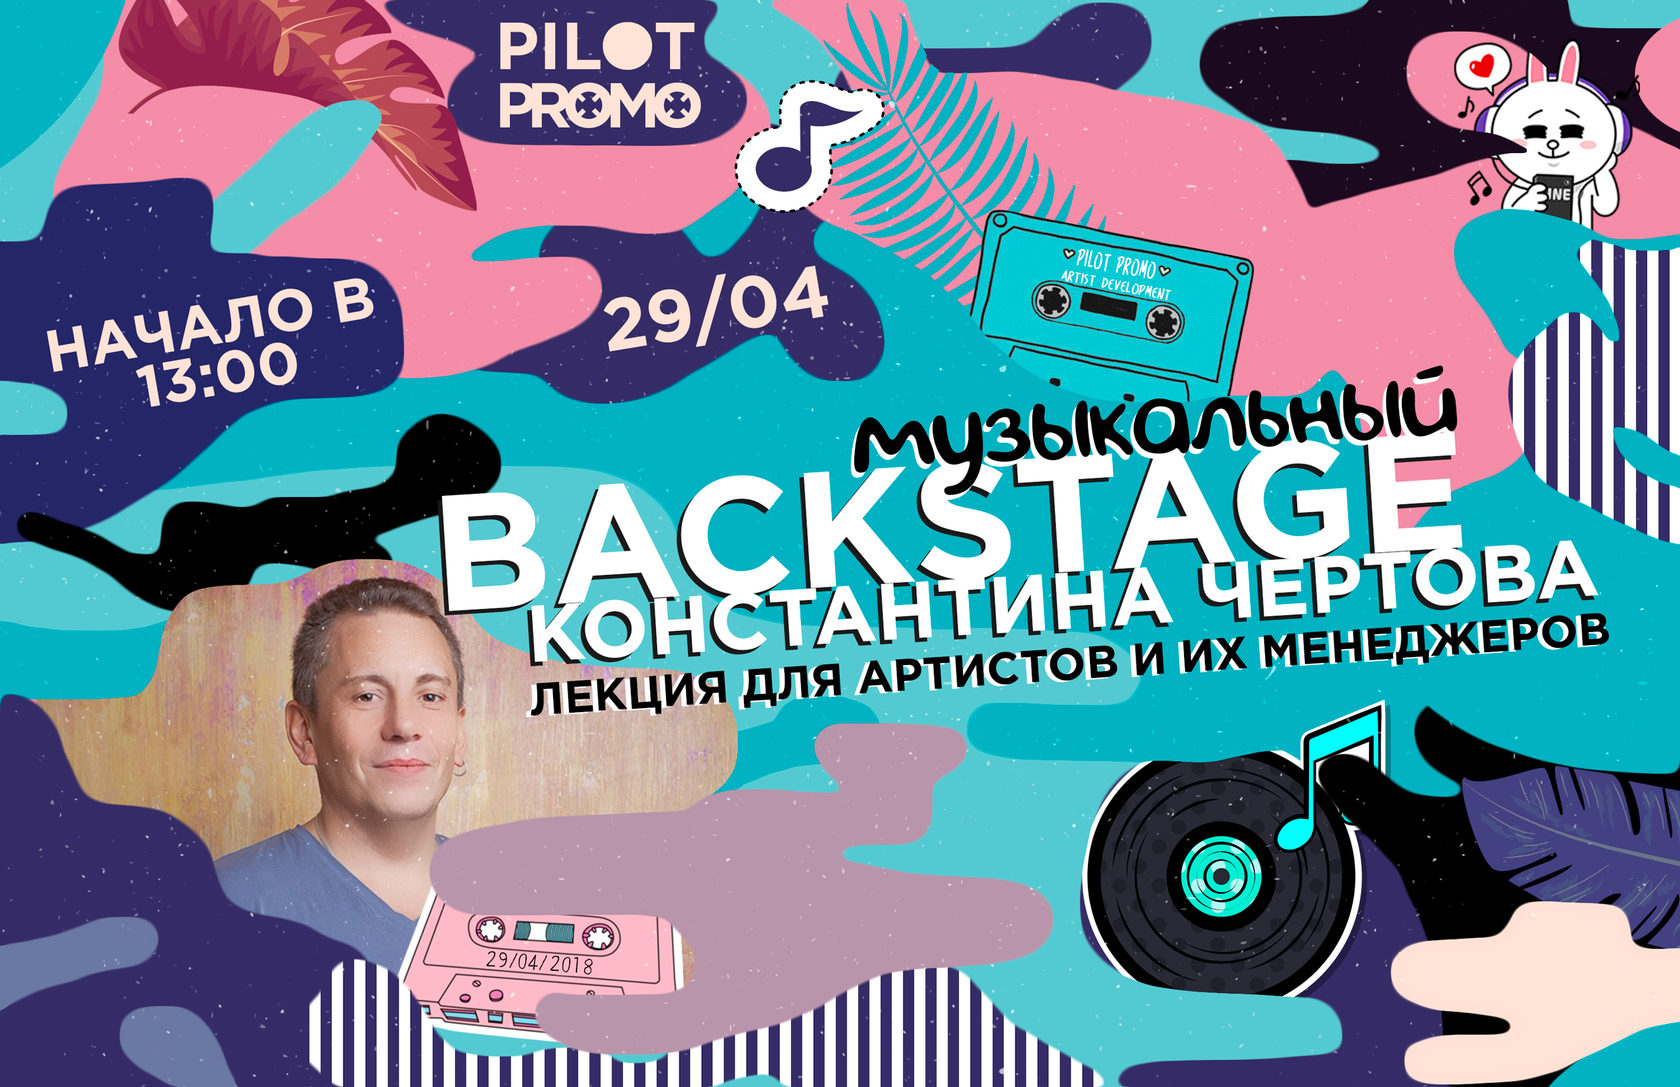 PILOT
PROMO
НАЧАЛО В
13:00
29/04
PILOT PROMO
ARTIST DEVELOPMENT
INE
музыкальный
BACKSTAGE
КОНСТАНТИНА ЧЕРТОВА
ЛЕКЦИЯ ДЛЯ АРТИСТОВ И ИХ МЕНЕДЖЕРОВ
29/04/2018